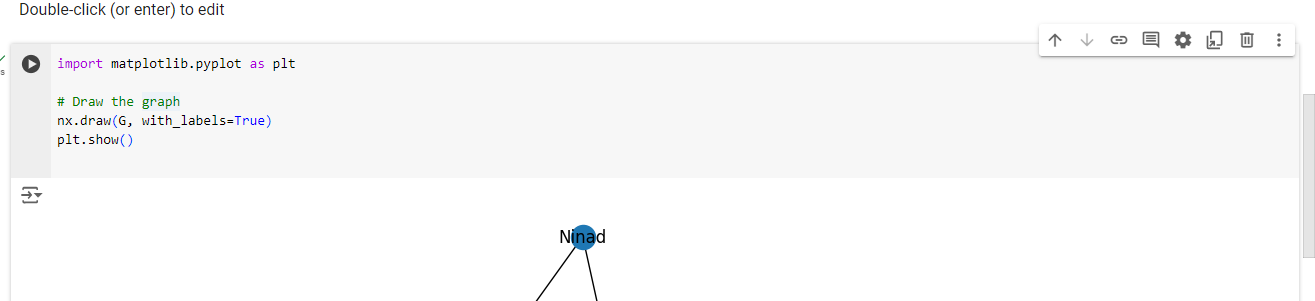 Double-click (or enter) to edit
s
import matplotlib.pyplot as plt
# Draw the graph
nx.draw(G, with_labels=True)
plt.show()
Ninad